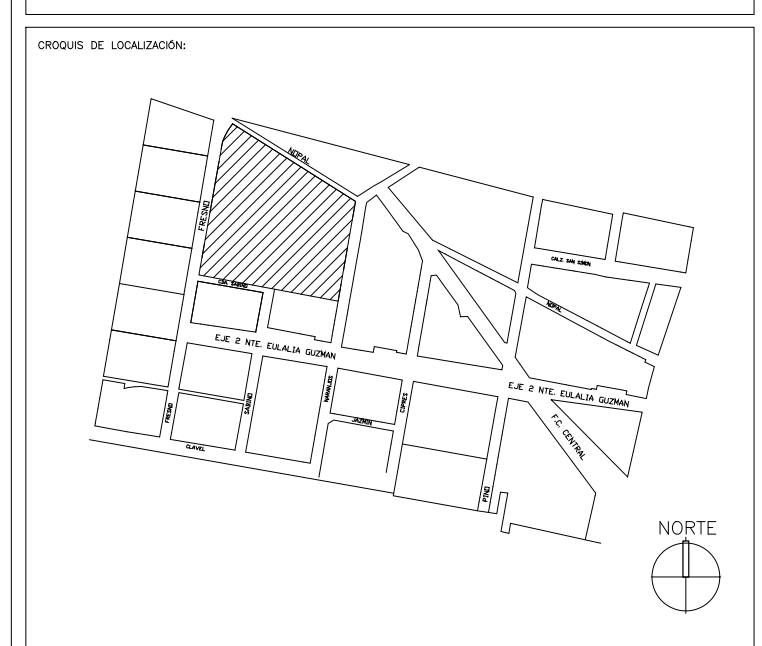 CROQUIS DE LOCALIZACIÓN:
NOPAL
FRESNO
CALZ. SAN SIMON
CDA. SABINO
NOPAL
EJE 2 NTE. EULALIA GUZMAN
EJE 2 NTE. EULALIA GUZMAN
NARANJOS
SABINO
CIPRES
FRESNO
JAZMIN
F.C. CENTRAL
CLAVEL
PINO
NORTE